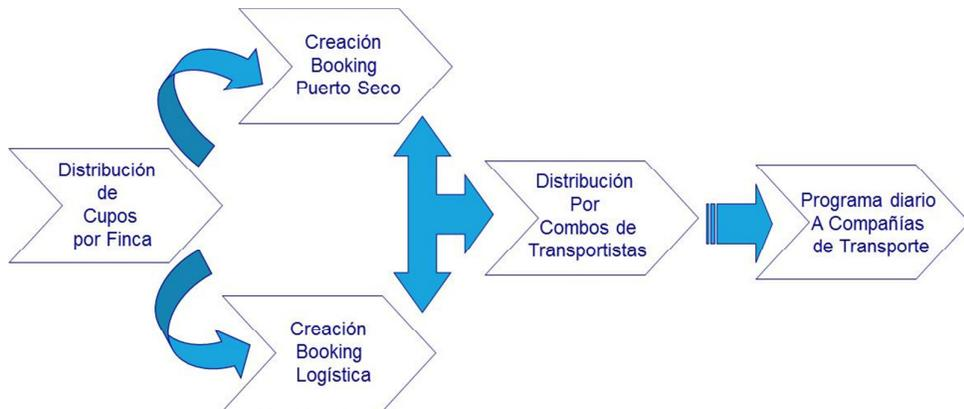 Creación
Booking
Puerto Seco
Distribución
de
Cupos
por Finca
Distribución
Por
Combos de
Transportistas
Programa diario
A Compañías
de Transporte
Creación
Booking
Logística